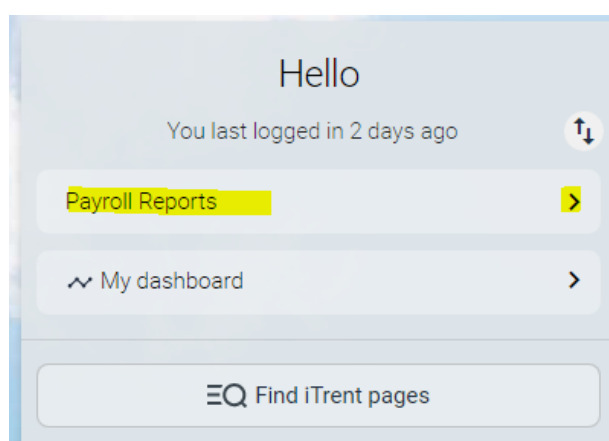 Hello
You last logged in 2 days ago
Payroll Reports
My dashboard
Find iTrent pages